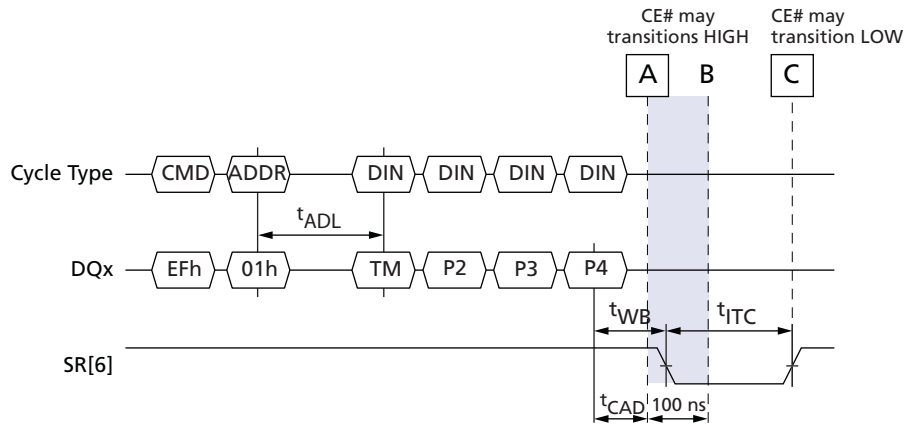 CE# may
transitions HIGH
CE# may
transition LOW
A
B
C
Cycle Type
CMD
ADDR
DIN
DIN
DIN
DIN
tADL
DQx
EFh
01h
TM
P2
P3
P4
tWB
tITC
SR[6]
tCAD
100 ns